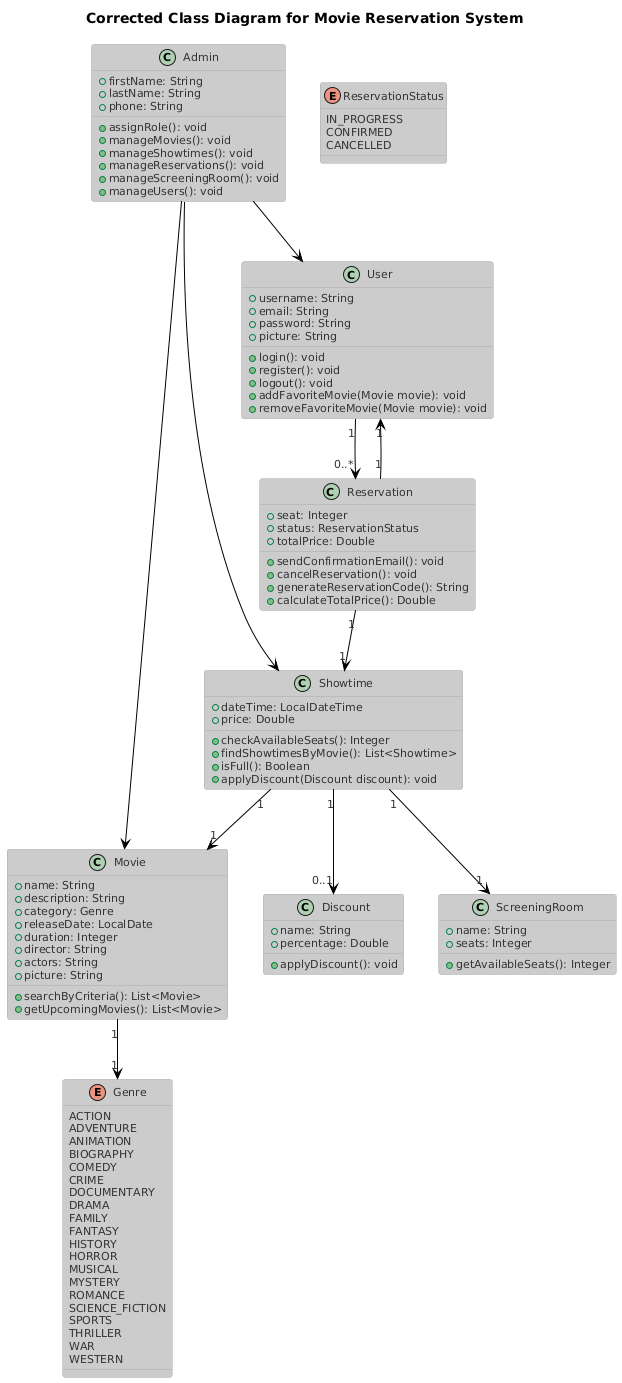 Corrected Class Diagram for Movie Reservation System
C Admin
firstName: String
lastName: String
phone: String
assignRole(): void
manageMovies(): void
manageShowtimes(): void
manageReservations(): void
manageScreeningRoom(): void
manageUsers(): void
E ReservationStatus
IN_PROGRESS
CONFIRMED
CANCELLED
C User
username: String
email: String
password: String
picture: String
login(): void
register(): void
logout(): void
addFavoriteMovie(Movie movie): void
removeFavoriteMovie(Movie movie): void
1 1
0..* 1
C Reservation
seat: Integer
status: ReservationStatus
totalPrice: Double
sendConfirmationEmail(): void
cancelReservation(): void
generateReservationCode(): String
calculateTotalPrice(): Double
1
1
C Showtime
dateTime: LocalDateTime
price: Double
checkAvailableSeats(): Integer
findShowtimesByMovie(): List<Showtime>
isFull(): Boolean
applyDiscount(Discount discount): void
1 1 1
1
0..1 1
C Movie
name: String
description: String
category: Genre
releaseDate: LocalDate
duration: Integer
director: String
actors: String
picture: String
searchByCriteria(): List<Movie>
getUpcomingMovies(): List<Movie>
C Discount
name: String
percentage: Double
applyDiscount(): void
C ScreeningRoom
name: String
seats: Integer
getAvailableSeats(): Integer
1
1
E Genre
ACTION
ADVENTURE
ANIMATION
BIOGRAPHY
COMEDY
CRIME
DOCUMENTARY
DRAMA
FAMILY
FANTASY
HISTORY
HORROR
MUSICAL
MYSTERY
ROMANCE
SCIENCE_FICTION
SPORTS
THRILLER
WAR
WESTERN